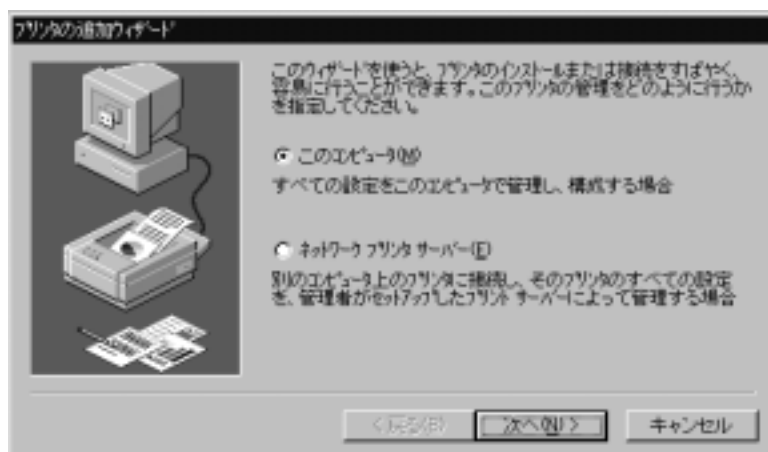 プリンタの追加ウィザード
このウィザードを使うと、プリンタのインストールまたは接続をすばやく、
容易に行うことができます。このプリンタの管理をどのように行うか
を指定してください。
このコンピュータ(M)
すべての設定をこのコンピュータで管理し、構成する場合
ネットワーク プリンタ サーバー(E)
別のコンピュータ上のプリンタに接続し、そのプリンタのすべての設定
を、管理者がセットアップしたプリント サーバーによって管理する場合
< 戻る(B)
次へ(N) >
キャンセル